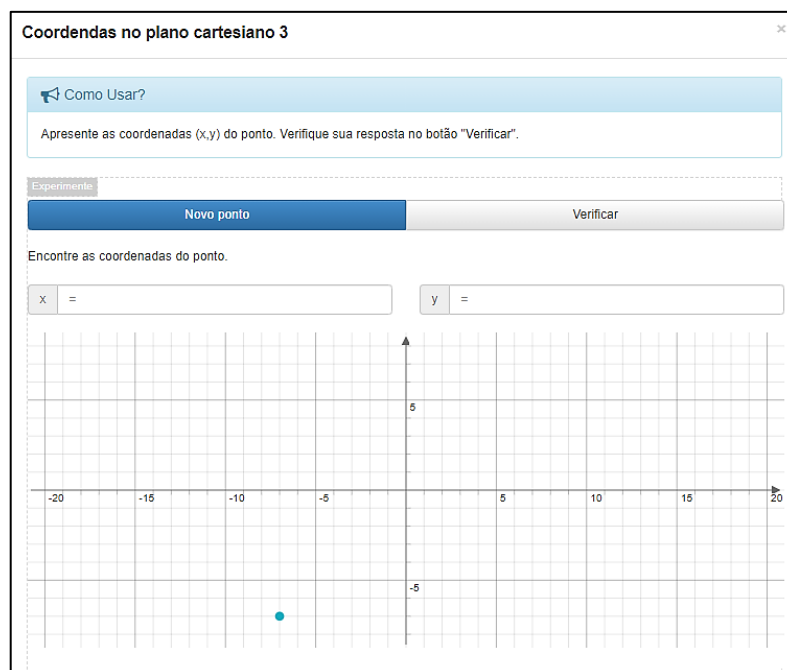 Coordendas no plano cartesiano 3
×
Como Usar?
Apresente as coordenadas (x,y) do ponto. Verifique sua resposta no botão "Verificar".
Experimente
Novo ponto
Verificar
Encontre as coordenadas do ponto.
x =
y =
5
-20 -15 -10 -5 5 10 15 20
-5